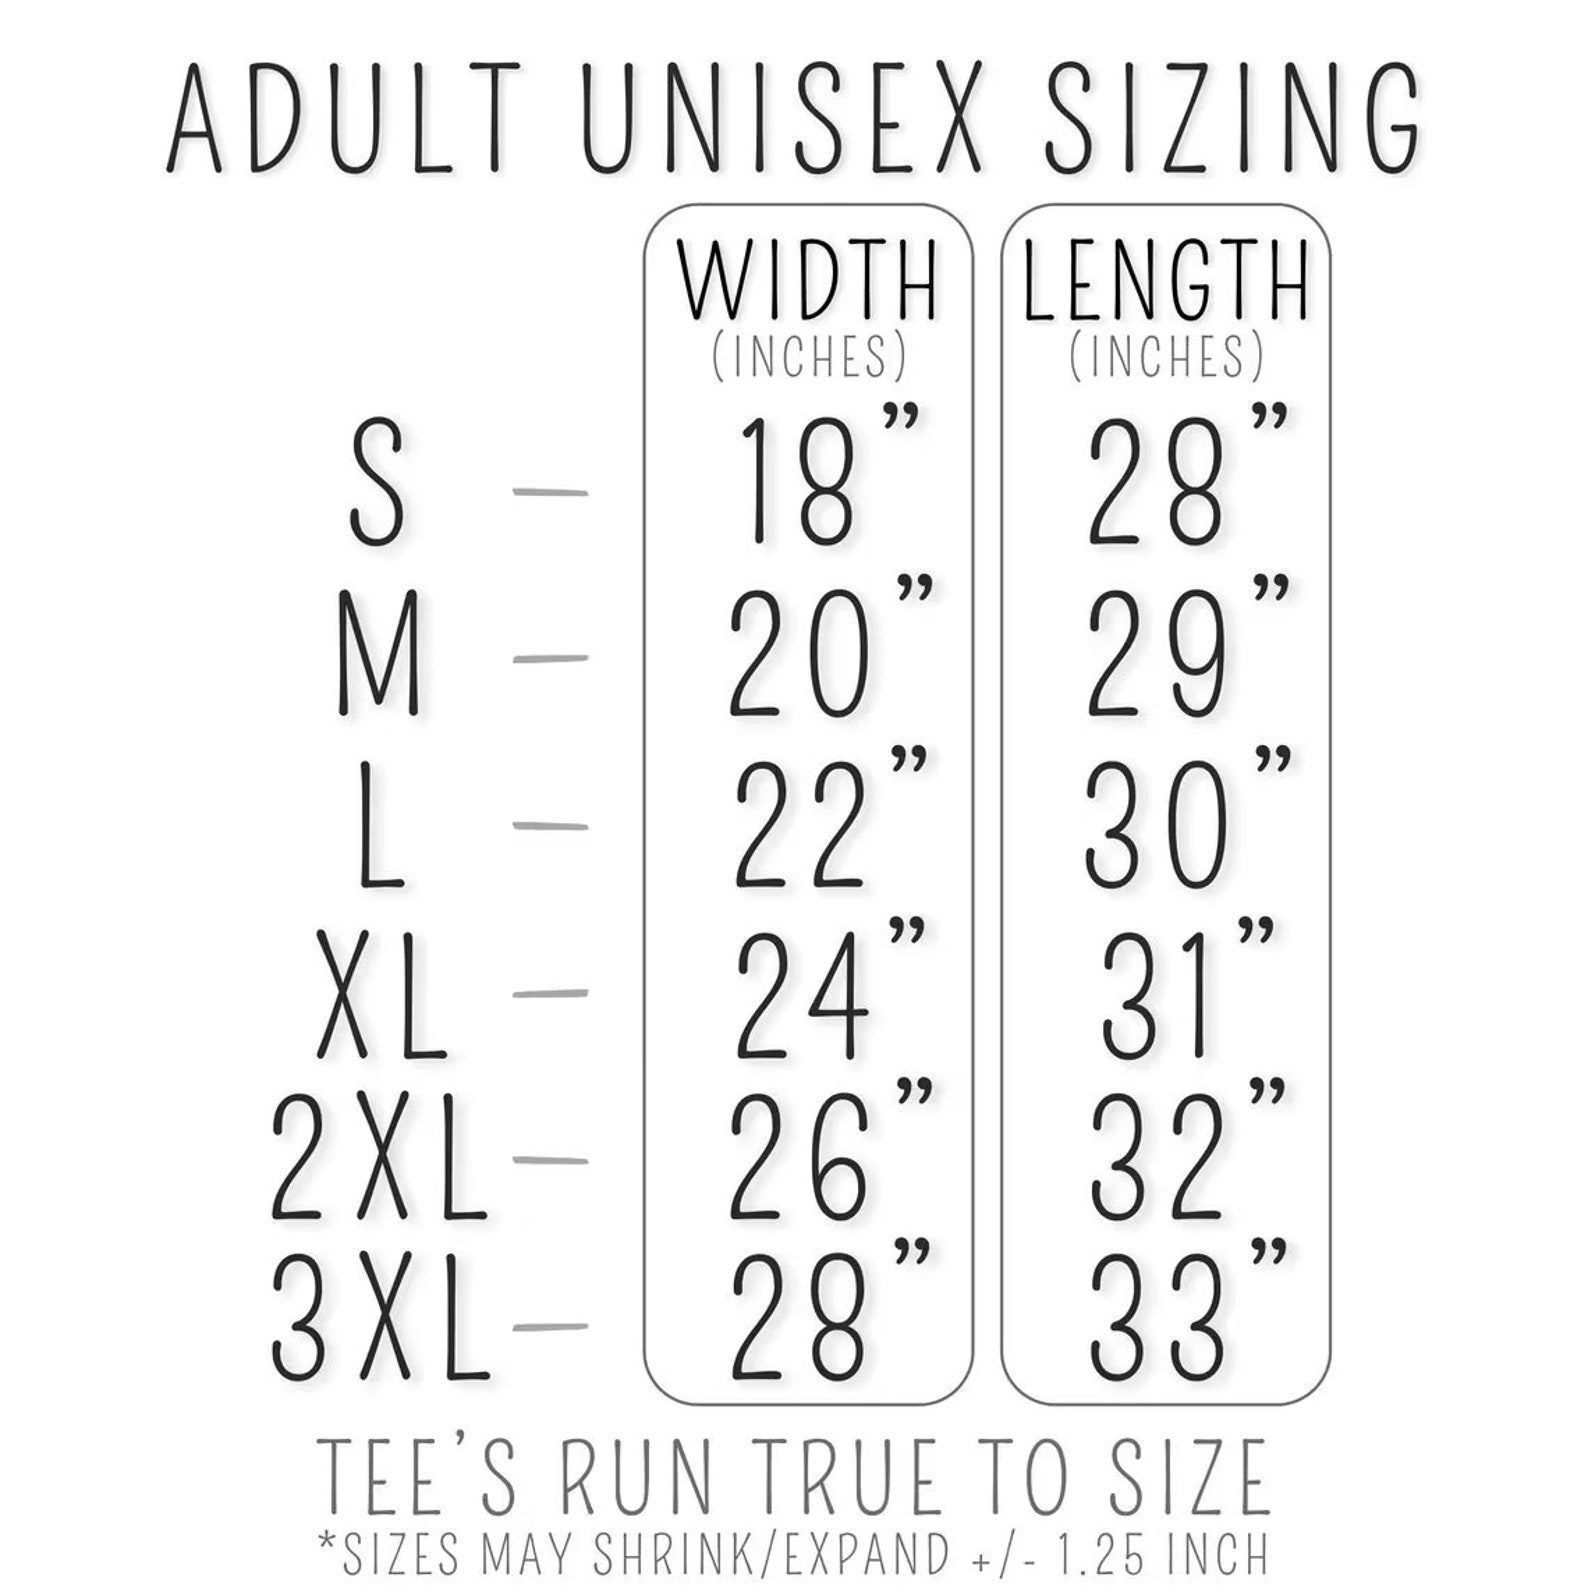 ADULT UNISEX SIZING
WIDTH LENGTH
(INCHES) (INCHES)
S – 18” 28”
M – 20” 29”
L – 22” 30”
XL – 24” 31”
2XL – 26” 32”
3XL – 28” 33”
TEE’S RUN TRUE TO SIZE
*SIZES MAY SHRINK/EXPAND +/- 1.25 INCH